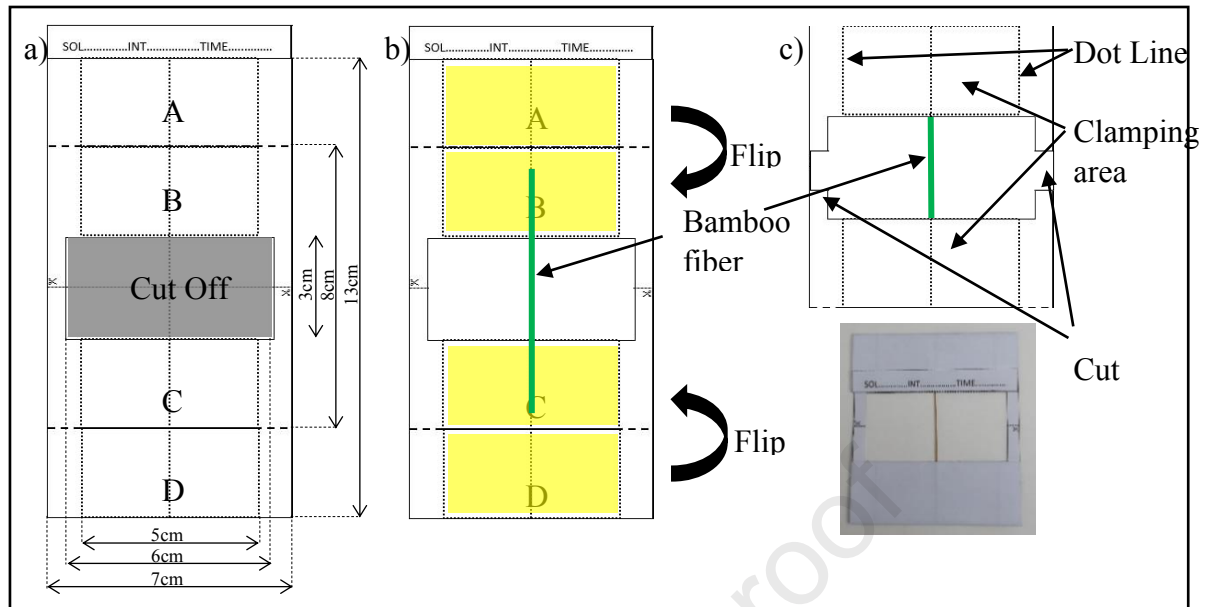 a)
SOL..............INT..................TIME..............
A
B
Cut Off
X
X
C
D
3cm
8cm
13cm
5cm
6cm
7cm
b)
SOL..............INT..................TIME..............
A
B
X
X
C
D
Flip
Bamboo
fiber
Flip
c)
Dot Line
Clamping
area
Cut
SOL..............INT..............TIME..............
X
X
roof